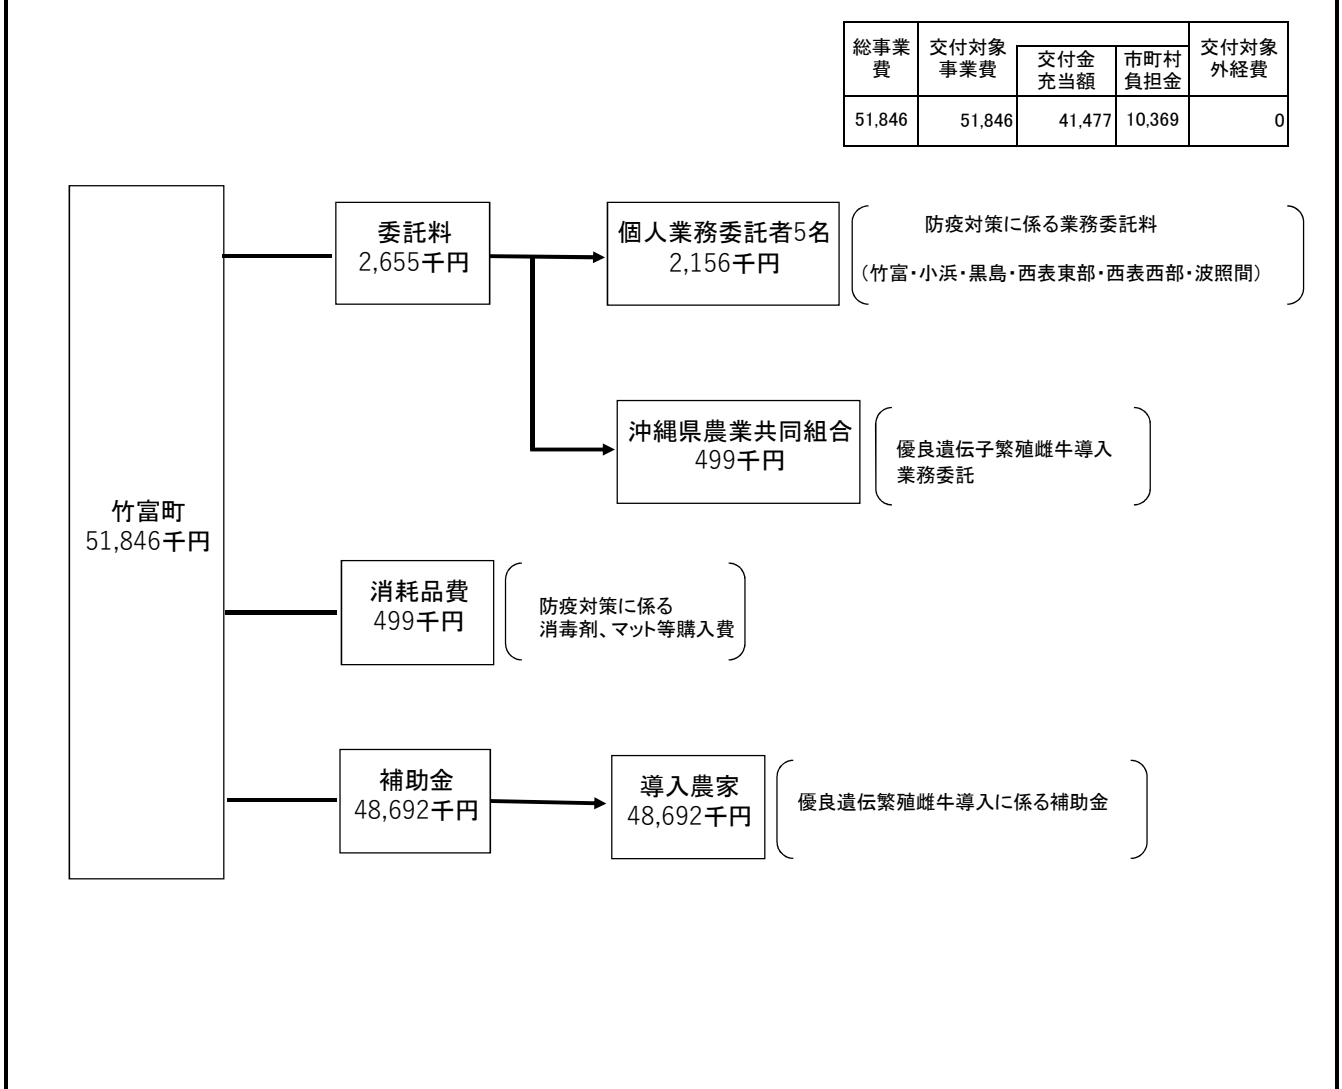 総事業
費
交付対象
事業費
交付金
充当額
市町村
負担金
交付対象
外経費
51,846
51,846
41,477
10,369
0
竹富町
51,846千円
委託料
2,655千円
個人業務委託者5名
2,156千円
防疫対策に係る業務委託料
（竹富・小浜・黒島・西表東部・西表西部・波照間）
沖縄県農業共同組合
499千円
優良遺伝子繁殖雌牛導入
業務委託
消耗品費
499千円
防疫対策に係る
消毒剤、マット等購入費
補助金
48,692千円
導入農家
48,692千円
優良遺伝繁殖雌牛導入に係る補助金